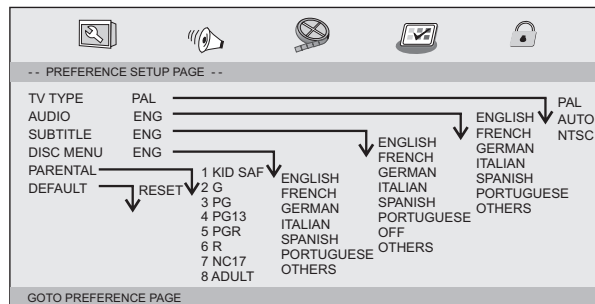 - - PREFERENCE SETUP PAGE - -
TV TYPE PAL
AUDIO ENG
SUBTITLE ENG
DISC MENU ENG
PARENTAL
DEFAULT RESET
1 KID SAF
2 G
3 PG
4 PG13
5 PGR
6 R
7 NC17
8 ADULT
ENGLISH
FRENCH
GERMAN
ITALIAN
SPANISH
PORTUGUESE
OTHERS
ENGLISH
FRENCH
GERMAN
ITALIAN
SPANISH
PORTUGUESE
OFF
OTHERS
ENGLISH
FRENCH
GERMAN
ITALIAN
SPANISH
PORTUGUESE
OTHERS
PAL
AUTO
NTSC
GOTO PREFERENCE PAGE